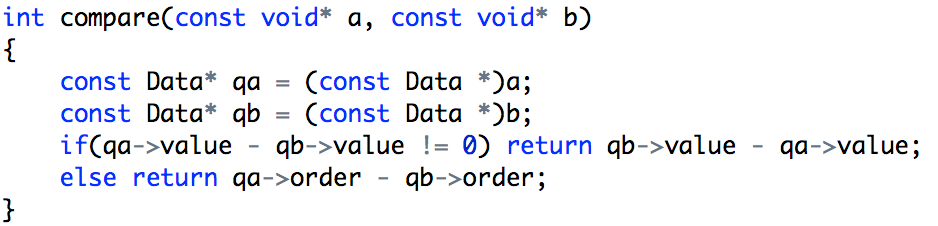 int compare(const void* a, const void* b)
{
    const Data* qa = (const Data *)a;
    const Data* qb = (const Data *)b;
    if(qa->value - qb->value != 0) return qb->value - qa->value;
    else return qa->order - qb->order;
}